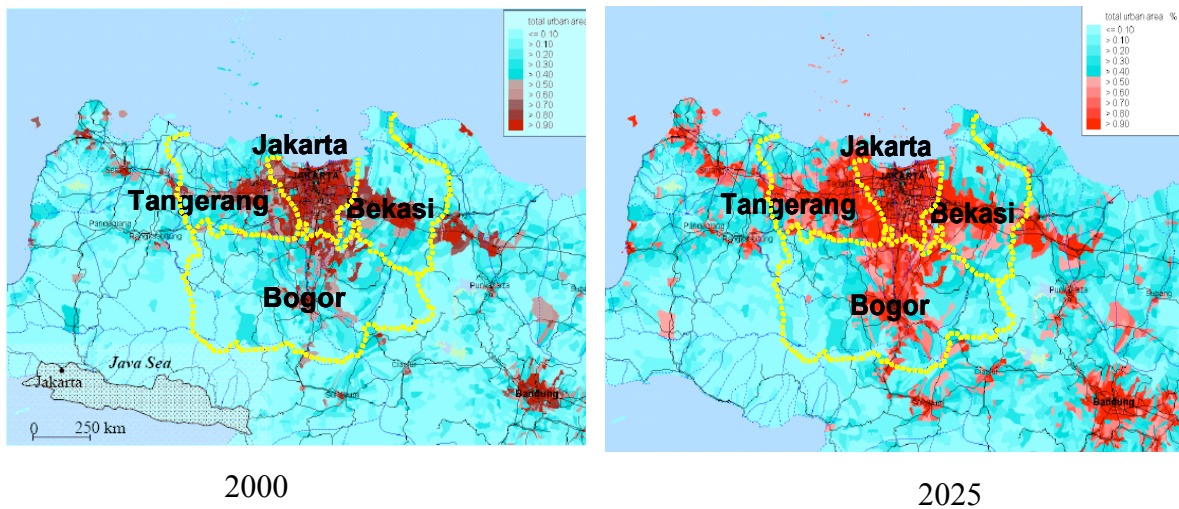 total urban area
<= 0.10
> 0.10
> 0.20
> 0.30
> 0.40
> 0.50
> 0.60
> 0.70
> 0.80
> 0.90
Jakarta
JAKARTA
Tangerang
Bekasi
Bogor
Bandung
Java Sea
Jakarta
0 250 km
2000
total urban area %
<= 0.10
> 0.10
> 0.20
> 0.30
> 0.40
> 0.50
> 0.60
> 0.70
> 0.80
> 0.90
Jakarta
JAKARTA
Tangerang
Bekasi
Bogor
Bandung
2025